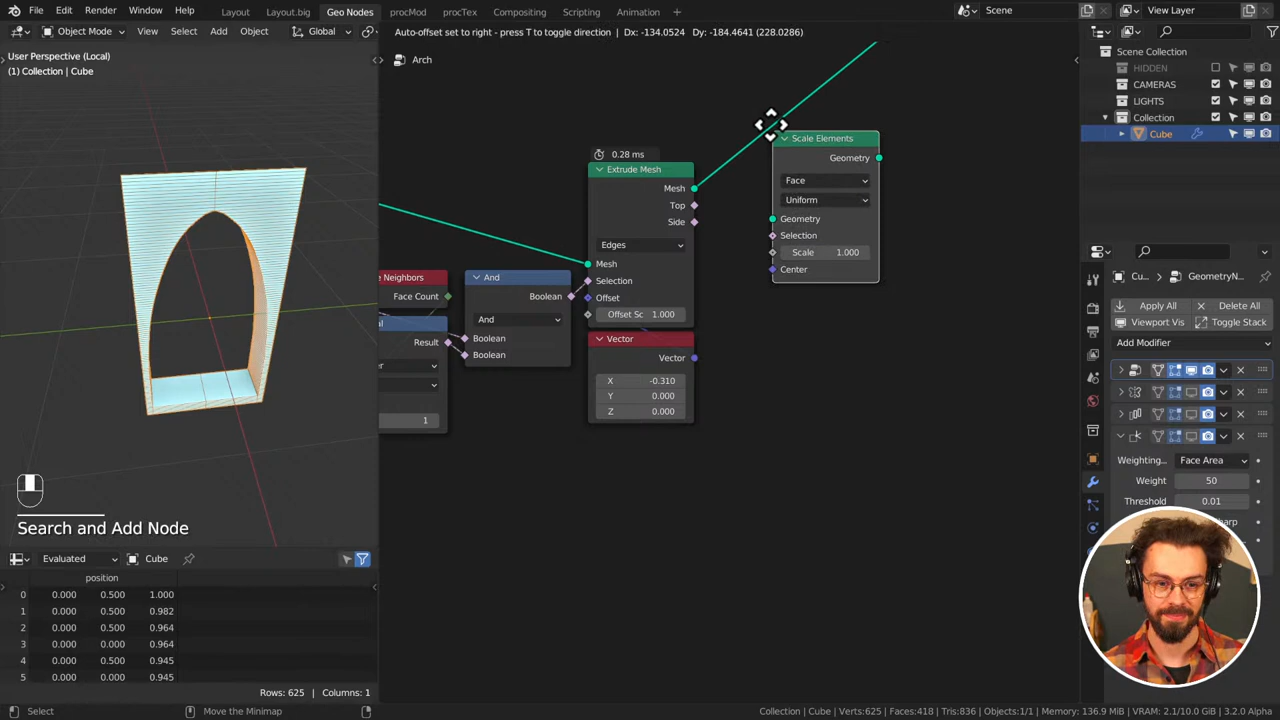 File Edit Render Window Help Layout Layout.big Geo Nodes procMod procTex Compositing Scripting Animation Scene View Layer
Object Mode View Select Add Object Global
Auto-offset set to right - press T to toggle direction | Dx: -134.0524 Dy: -184.4641 (228.0286)
User Perspective (Local)
(1) Collection | Cube
Arch
Scene Collection
HIDDEN
CAMERAS
LIGHTS
Collection
Cube
Scale Elements
Geometry
Face
Uniform
Geometry
Selection
Scale 1.000
Center
0.28 ms
Extrude Mesh
Mesh
Top
Side
Edges
Mesh
Selection
Offset
Offset Sc 1.000
Vector
Vector
X -0.310
Y 0.000
Z 0.000
e Neighbors
Face Count
And
Boolean
And
Boolean
Boolean
al
Result
er
1
Cu... GeometryN...
Apply All Delete All
Viewport Vis Toggle Stack
Add Modifier
Weighting... Face Area
Weight 50
Threshold 0.01
Search and Add Node
Evaluated Cube
position
0 0.000 0.500 1.000
1 0.000 0.500 0.982
2 0.000 0.500 0.964
3 0.000 0.000 0.964
4 0.000 0.500 0.945
5 0.000 0.000 0.945
Rows: 625 | Columns: 1
Select Move the Minimap Collection | Cube | Verts:625 | Faces:418 | Tris:836 | Objects:1/1 | Memory: 136.9 MiB | VRAM: 2.1/10.0 GiB | 3.2.0 Alpha